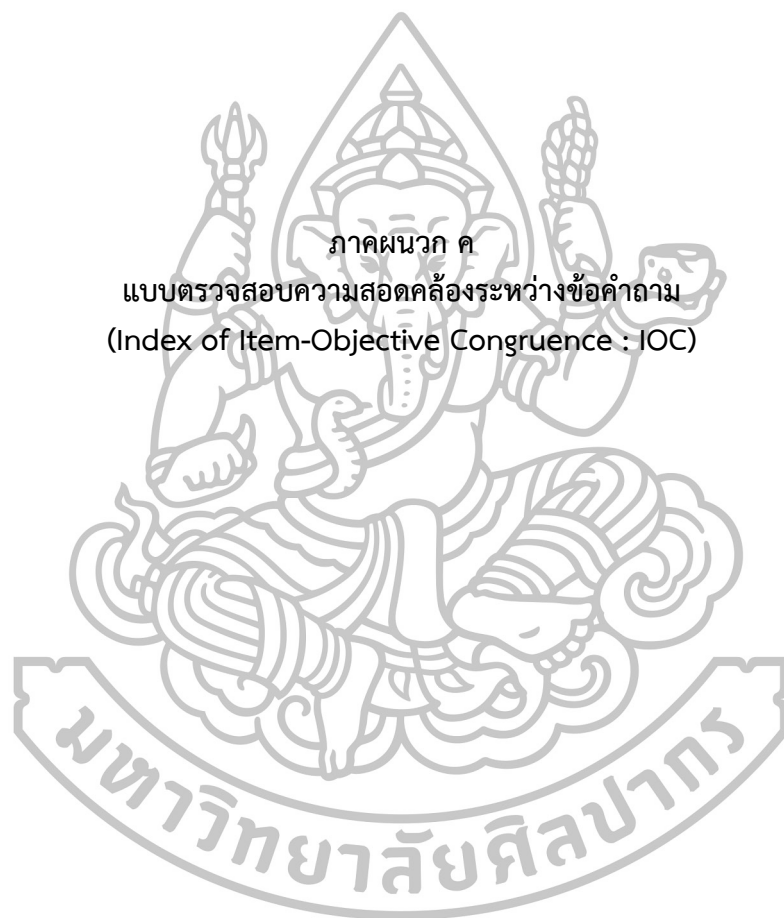 ภาคผนวก ค
แบบตรวจสอบความสอดคล้องระหว่างข้อคำถาม
(Index of Item-Objective Congruence : IOC)
มหาวิทยาลัยศิลปากร